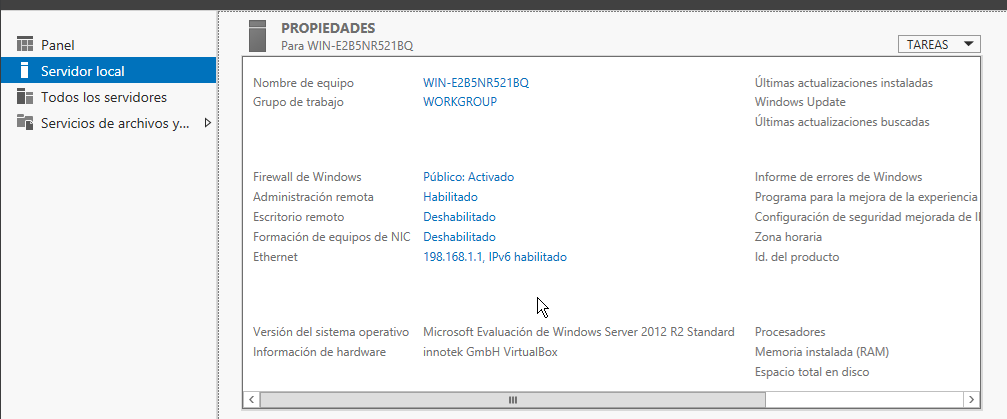 PROPIEDADES
Para WIN-E2B5NR521BQ
TAREAS
Panel
Servidor local
Todos los servidores
Servicios de archivos y...
Nombre de equipo WIN-E2B5NR521BQ Últimas actualizaciones instaladas
Grupo de trabajo WORKGROUP Windows Update
Últimas actualizaciones buscadas
Firewall de Windows Público: Activado Informe de errores de Windows
Administración remota Habilitado Programa para la mejora de la experiencia
Escritorio remoto Deshabilitado Configuración de seguridad mejorada de I
Formación de equipos de NIC Deshabilitado Zona horaria
Ethernet 198.168.1.1, IPv6 habilitado Id. del producto
Versión del sistema operativo Microsoft Evaluación de Windows Server 2012 R2 Standard Procesadores
Información de hardware innotek GmbH VirtualBox Memoria instalada (RAM)
Espacio total en disco